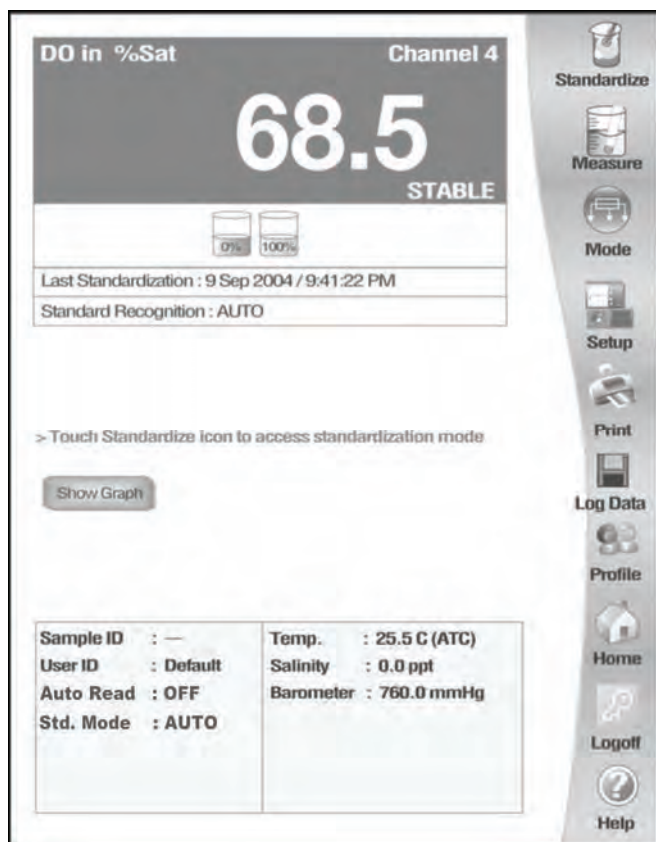 DO in %Sat Channel 4
68.5
STABLE
0% 100%
Last Standardization : 9 Sep 2004 / 9:41:22 PM
Standard Recognition : AUTO
> Touch Standardize icon to access standardization mode
Show Graph
Sample ID : —
User ID : Default
Auto Read : OFF
Std. Mode : AUTO
Temp. : 25.5 C (ATC)
Salinity : 0.0 ppt
Barometer : 760.0 mmHg
Standardize
Measure
Mode
Setup
Print
Log Data
Profile
Home
Logoff
Help